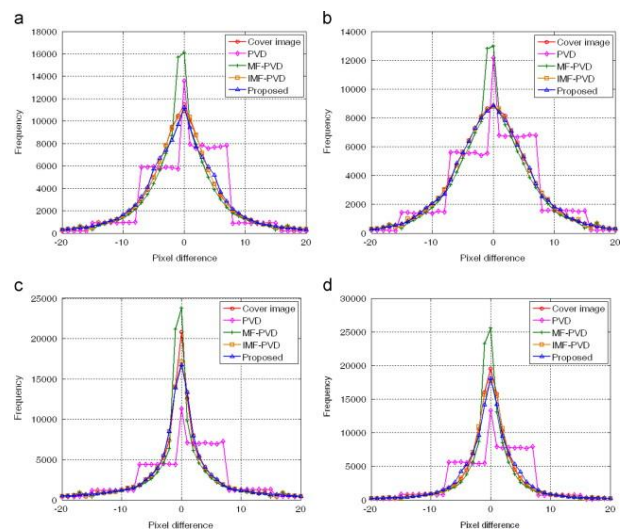 a
18000
16000
14000
12000
10000
8000
6000
4000
2000
0
Frequency
-20 -10 0 10 20
Pixel difference
Cover image
PVD
MF-PVD
IMF-PVD
Proposed
b
14000
12000
10000
8000
6000
4000
2000
0
Frequency
-20 -10 0 10 20
Pixel difference
Cover image
PVD
MF-PVD
IMF-PVD
Proposed
c
25000
20000
15000
10000
5000
0
Frequency
-20 -10 0 10 20
Pixel difference
Cover image
PVD
MF-PVD
IMF-PVD
Proposed
d
30000
25000
20000
15000
10000
5000
0
Frequency
-20 -10 0 10 20
Pixel difference
Cover image
PVD
MF-PVD
IMF-PVD
Proposed